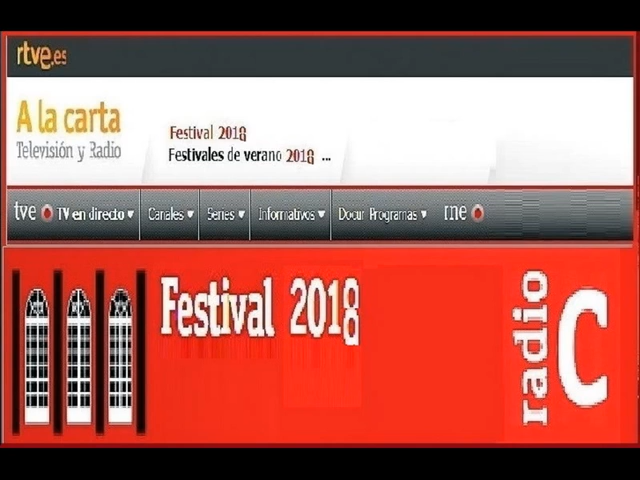 rtve.es
A la carta
Televisión y Radio
Festival 2018
Festivales de verano 2018 ...
tve TV en directo Canales Series Informativos Docus Programas rne
Festival 2018
radio C